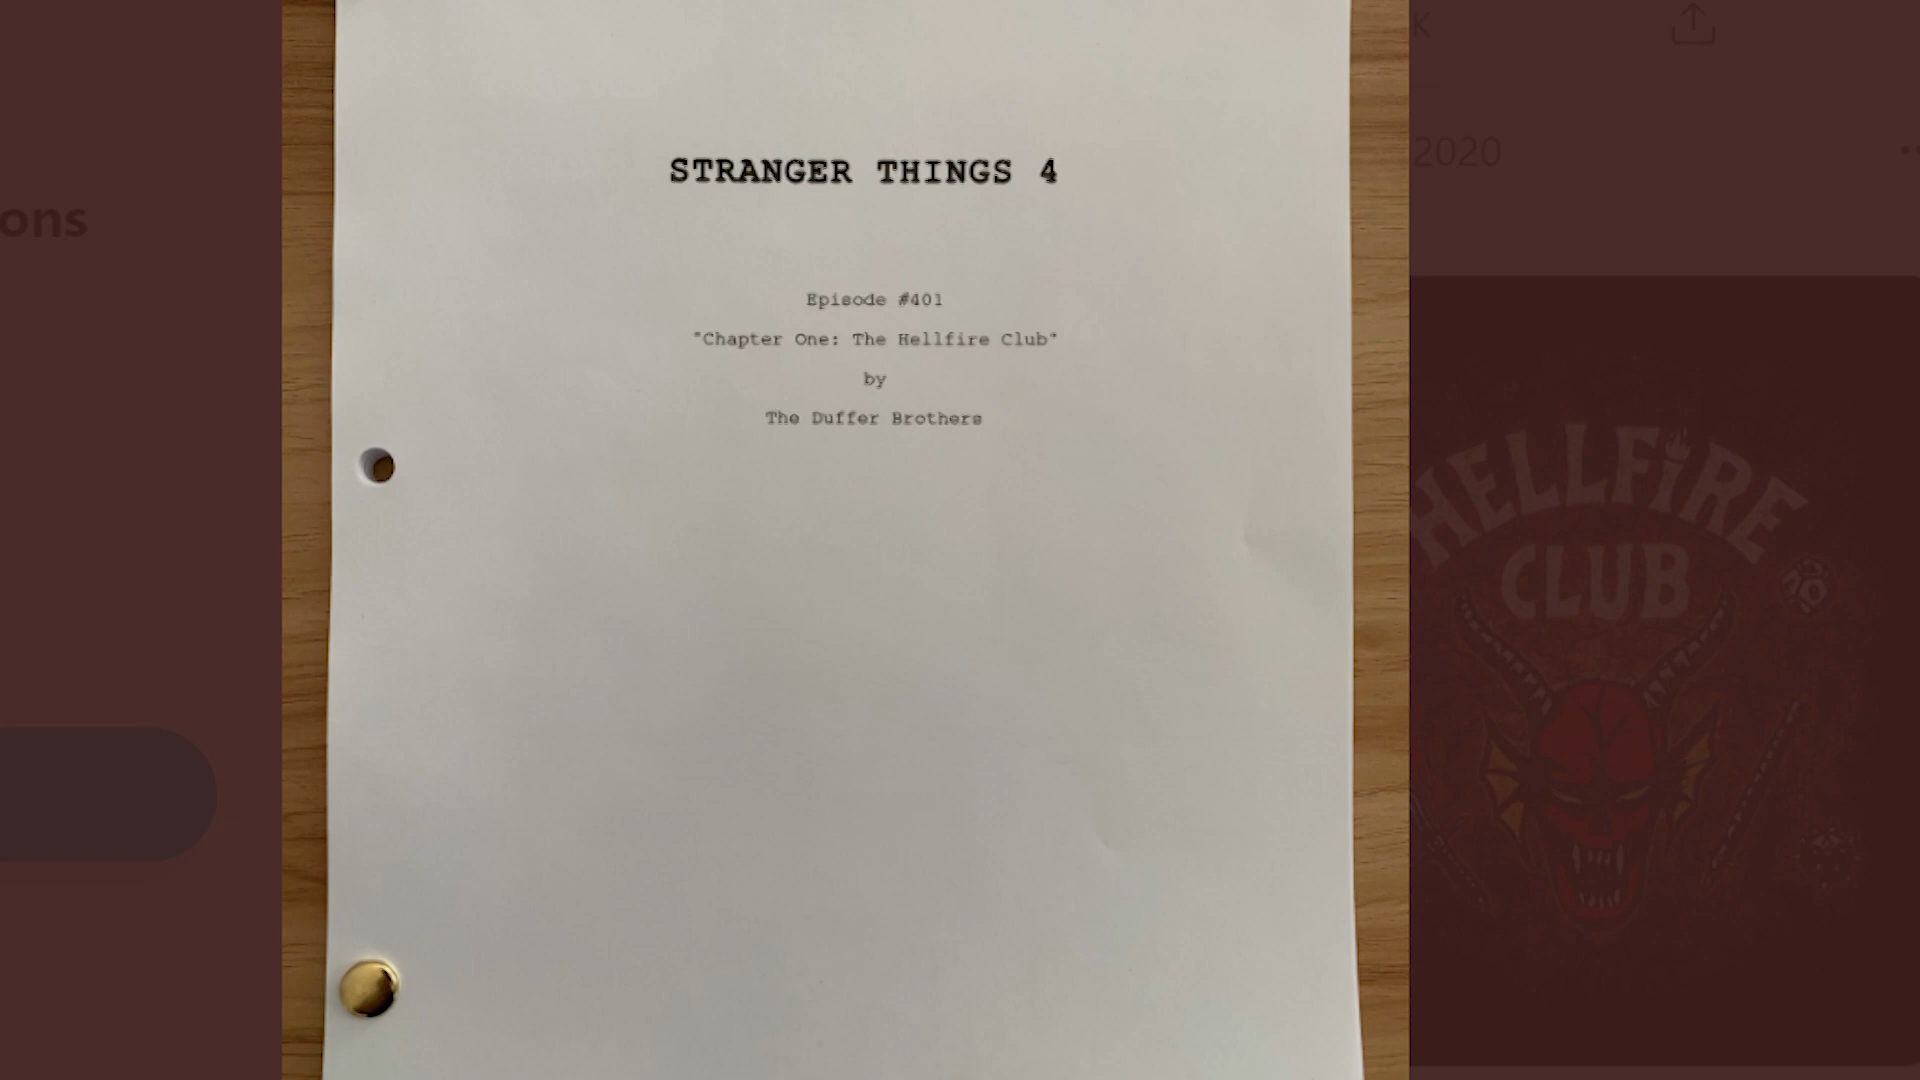 STRANGER THINGS 4
Episode #401
"Chapter One: The Hellfire Club"
by
The Duffer Brothers
ons
K
2020
HELLFIRE
CLUB